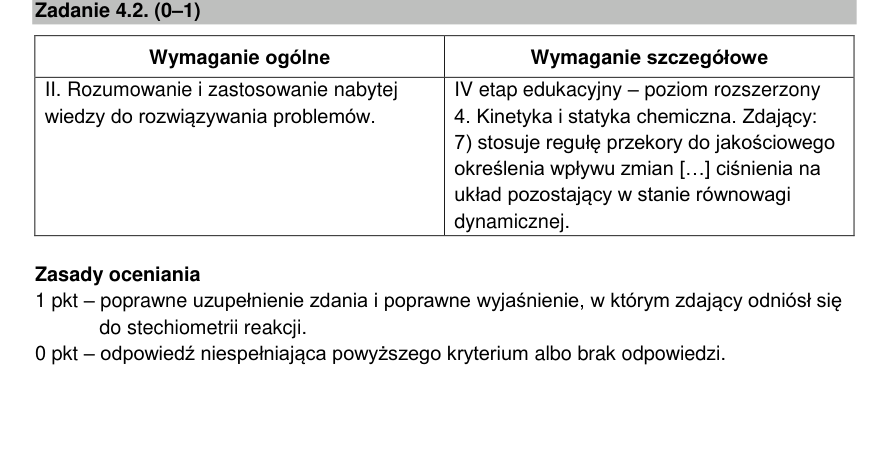 Zadanie 4.2. (0–1)
Wymaganie ogólne
Wymaganie szczegółowe
II. Rozumowanie i zastosowanie nabytej
wiedzy do rozwiązywania problemów.
IV etap edukacyjny – poziom rozszerzony
4. Kinetyka i statyka chemiczna. Zdający:
7) stosuje regułę przekory do jakościowego
określenia wpływu zmian […] ciśnienia na
układ pozostający w stanie równowagi
dynamicznej.
Zasady oceniania
1 pkt – poprawne uzupełnienie zdania i poprawne wyjaśnienie, w którym zdający odniósł się
do stechiometrii reakcji.
0 pkt – odpowiedź niespełniająca powyższego kryterium albo brak odpowiedzi.